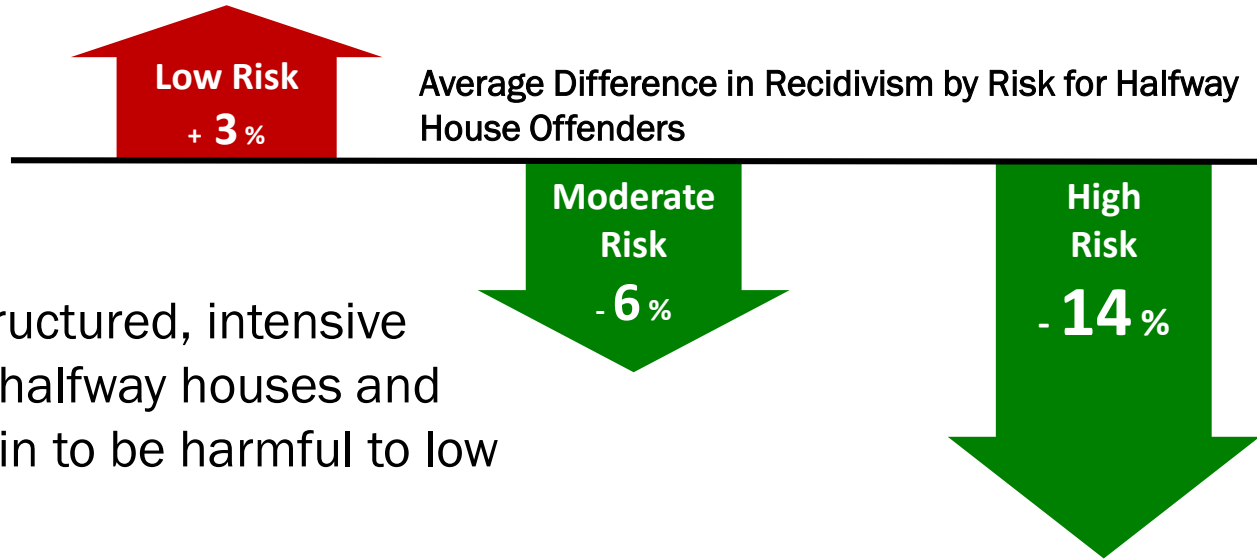 Low Risk
+ 3 %
Average Difference in Recidivism by Risk for Halfway
House Offenders
Moderate
Risk
- 6 %
High
Risk
- 14 %
intensive
halfway houses and
in to be harmful to low